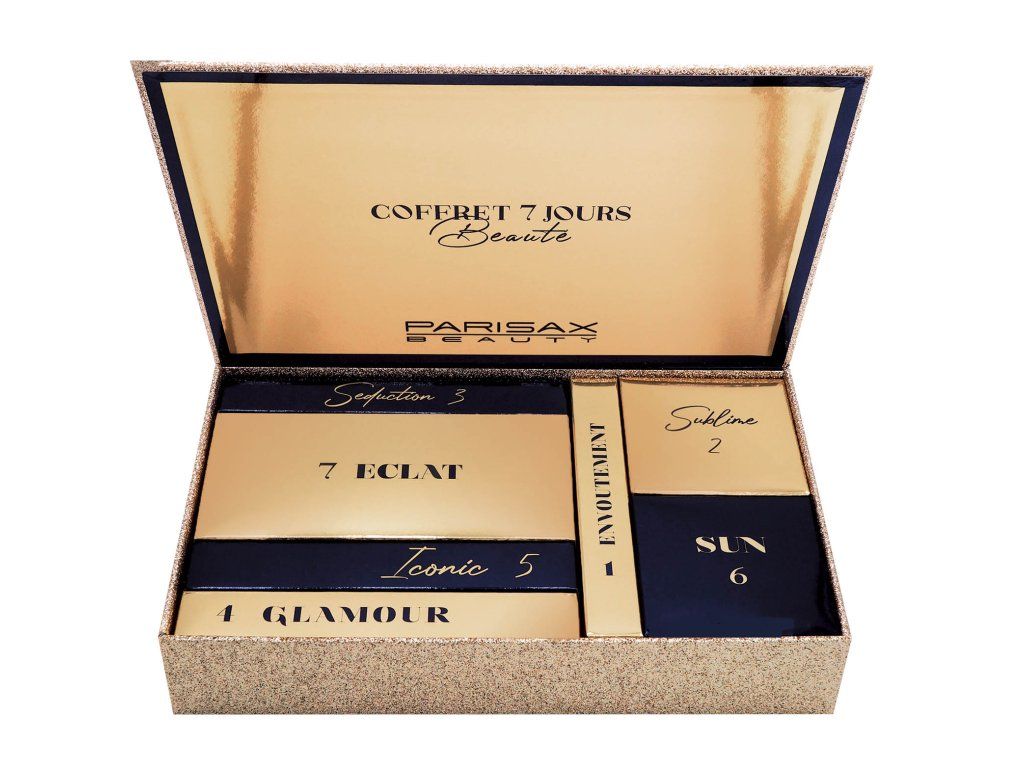 COFFRET 7 JOURS
Beauté
PARISAX
BEAUTY
Seduction 3
7 ECLAT
Iconic 5
4 GLAMOUR
1 ENVOUTEMENT
Sublime
2
SUN
6